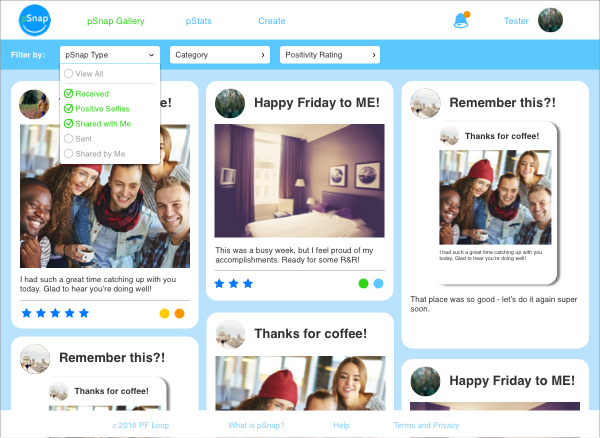 pSnap
pSnap Gallery
pStats
Create
Tester
Filter by:
pSnap Type
Category
Positivity Rating
View All
Received
Positive Selfies
Shared with Me
Sent
Shared by Me
e!
I had such a great time catching up with you
today. Glad to hear you're doing well!
Remember this?!
Thanks for coffee!
Happy Friday to ME!
This was a busy week, but I feel proud of my
accomplishments. Ready for some R&R!
Thanks for coffee!
Remember this?!
Thanks for coffee!
I had such a great time catching up with you
today. Glad to hear you're doing well!
That place was so good - let's do it again super
soon.
Happy Friday to ME!
c 2016 PF Loop
What is pSnap?
Help
Terms and Privacy